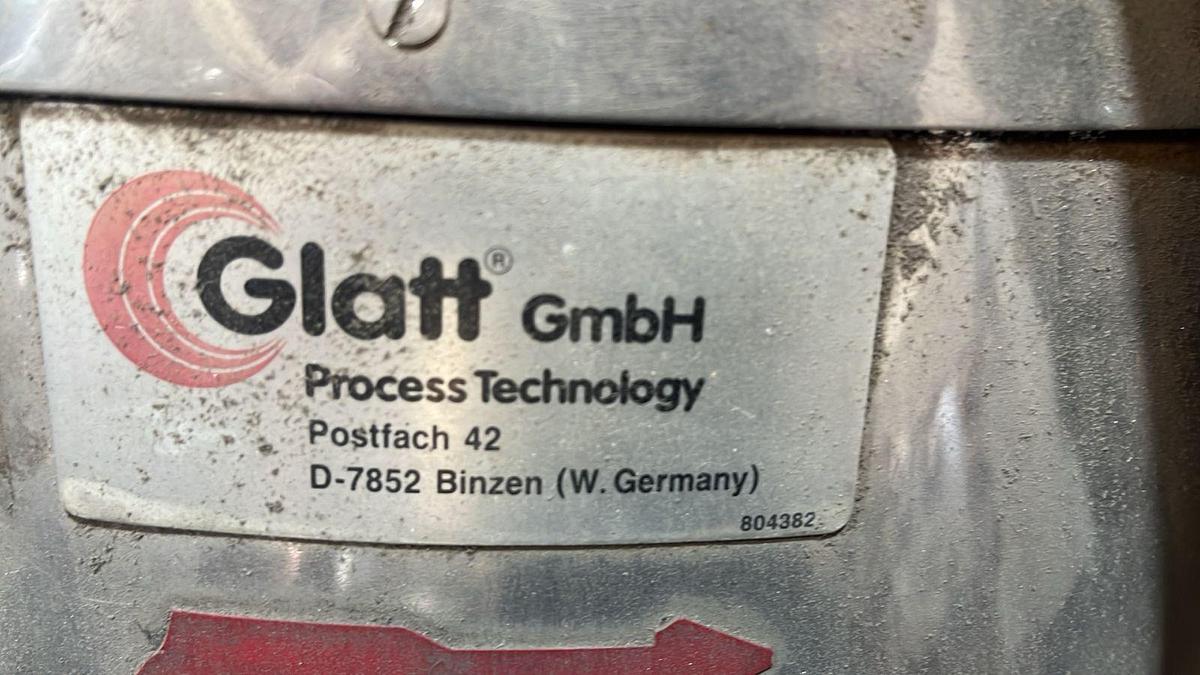 Glatt® GmbH
Process Technology
Postfach 42
D-7852 Binzen (W. Germany)
804382